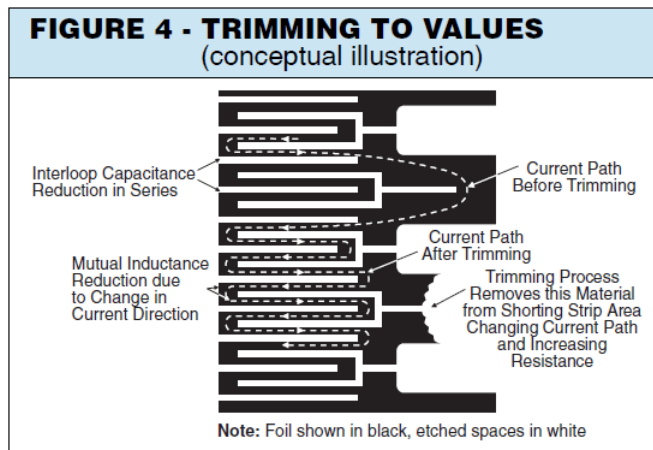 FIGURE 4 - TRIMMING TO VALUES
(conceptual illustration)
Interloop Capacitance
Reduction in Series
Current Path
Before Trimming
Mutual Inductance
Reduction due
to Change in
Current Direction
Current Path
After Trimming
Trimming Process
Removes this Material
from Shorting Strip Area
Changing Current Path
and Increasing
Resistance
Note: Foil shown in black, etched spaces in white